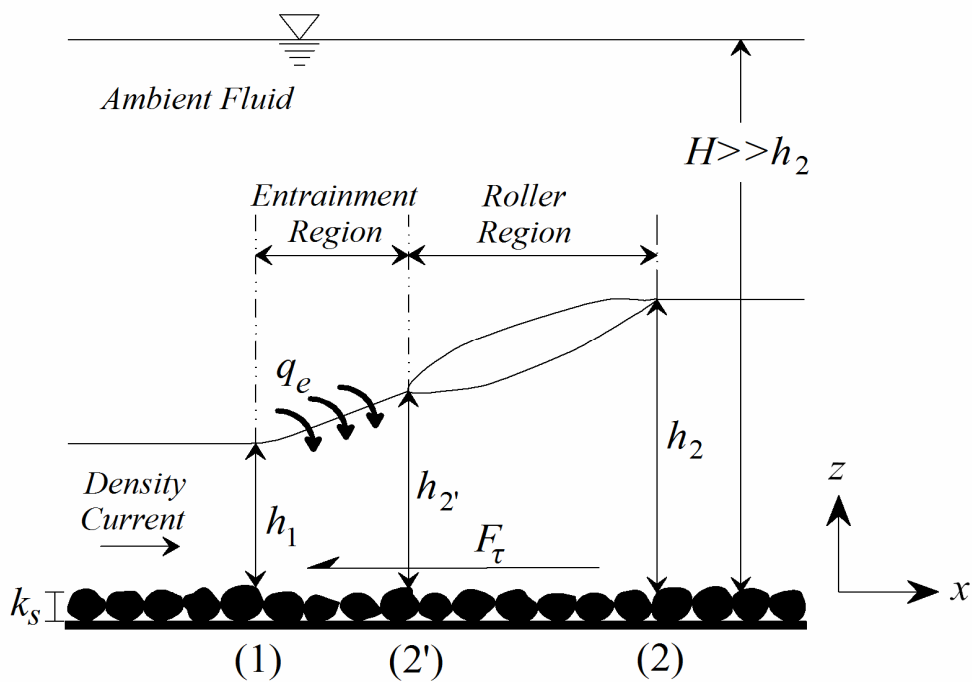 Ambient Fluid
H>>h2
Entrainment
Region
Roller
Region
qe
h2
Density
Current
h1
h2'
Fτ
z
x
ks
(1)
(2')
(2)